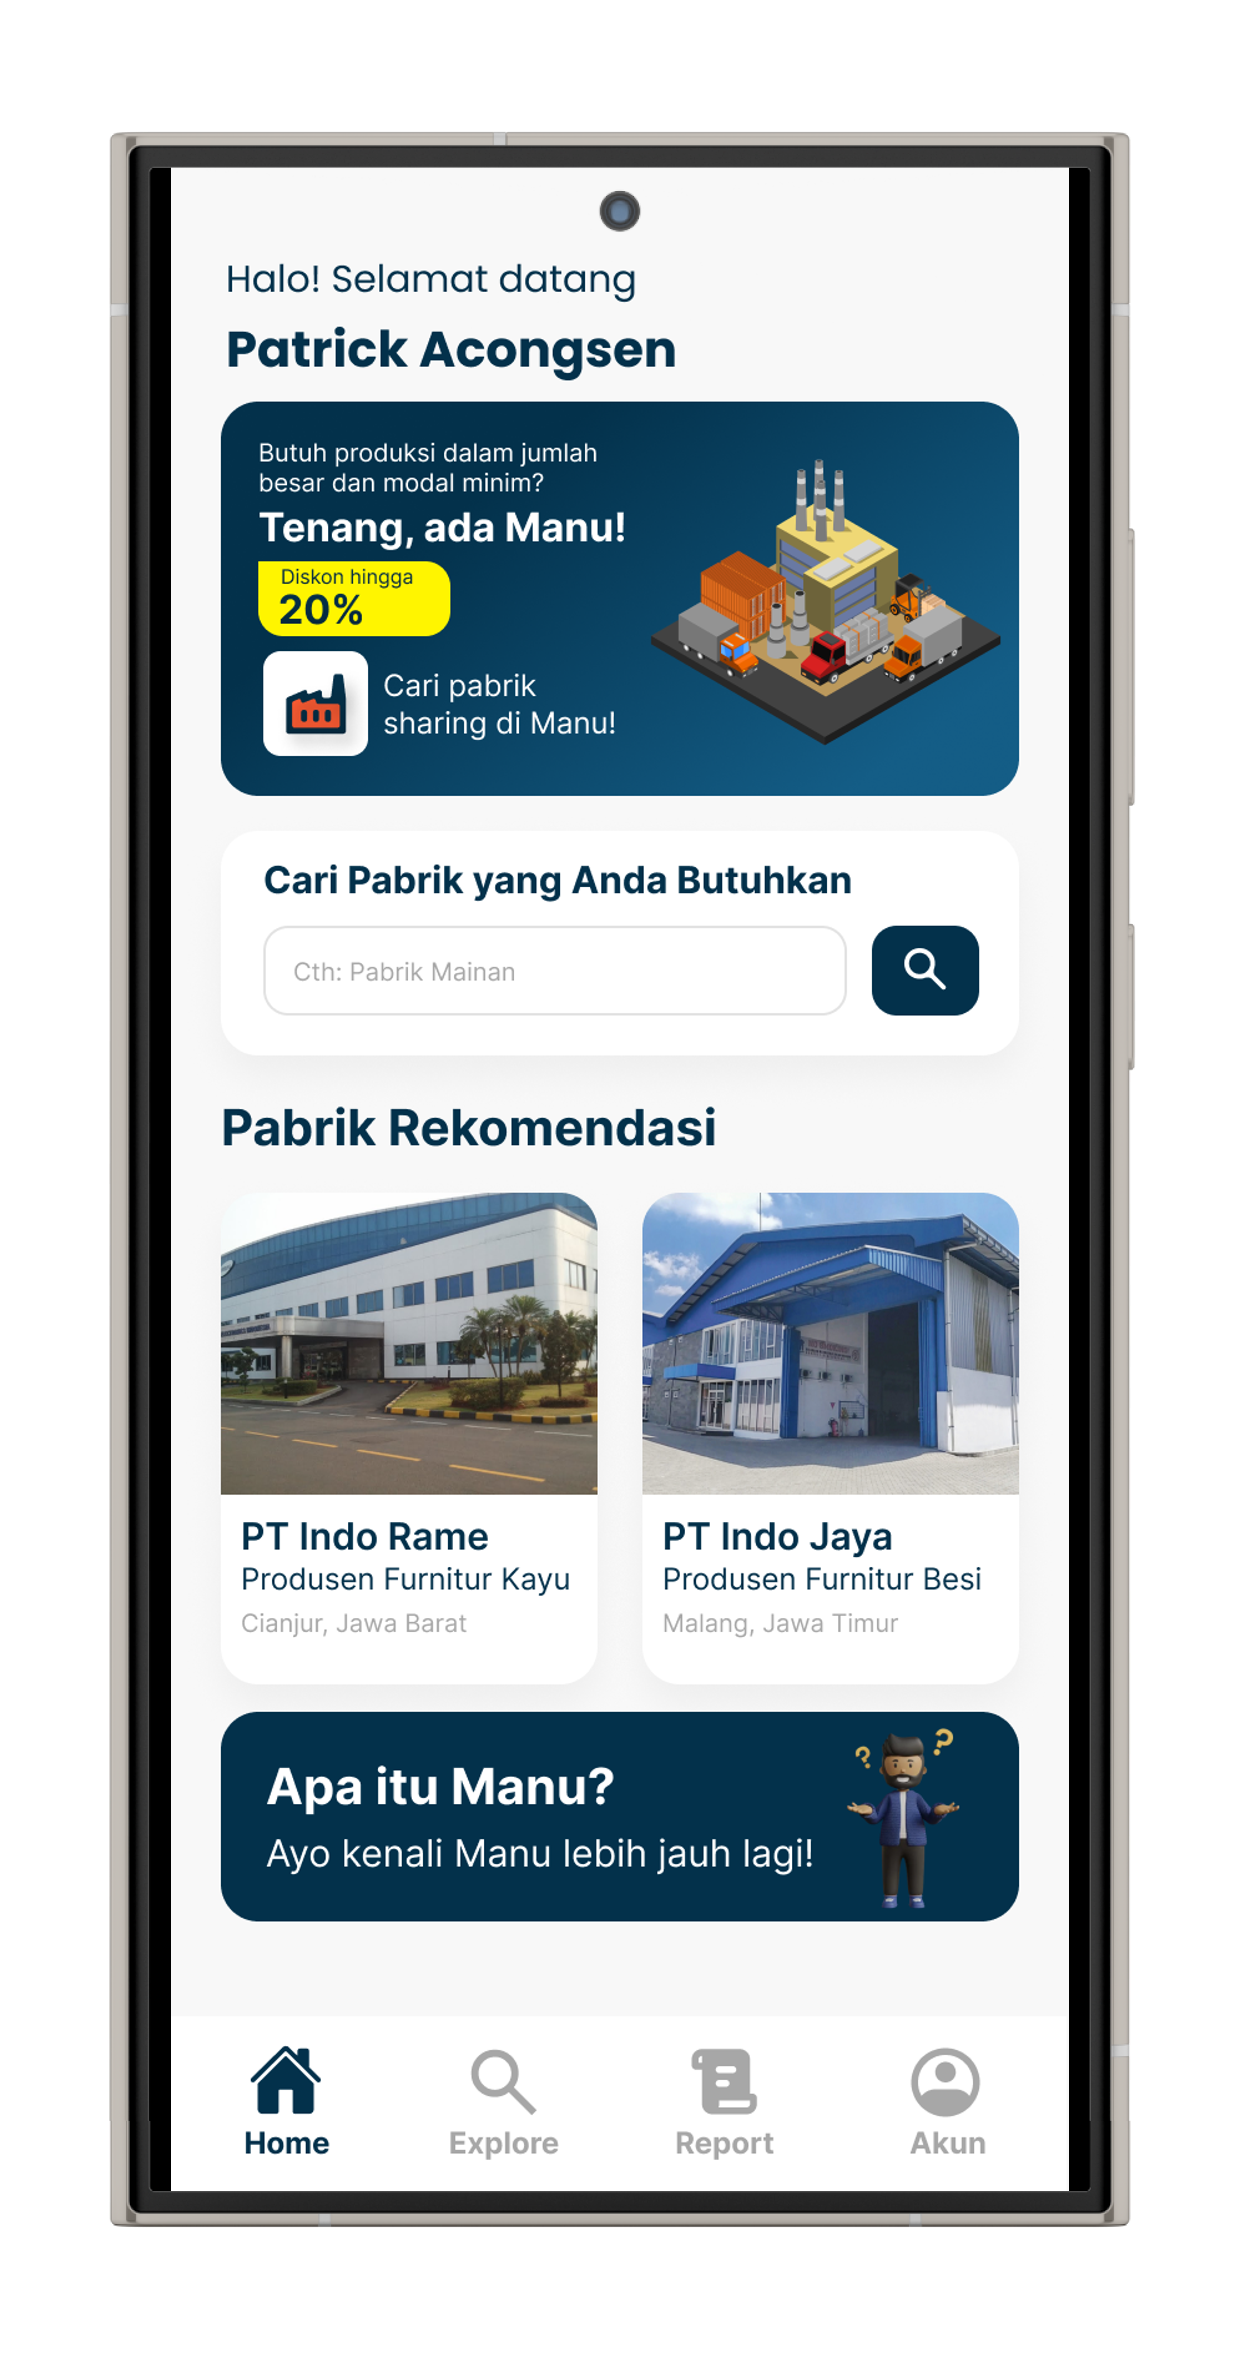 Halo! Selamat datang
Patrick Acongsen
Butuh produksi dalam jumlah
besar dan modal minim?
Tenang, ada Manu!
Diskon hingga
20%
Cari pabrik
sharing di Manu!
Cari Pabrik yang Anda Butuhkan
Cth: Pabrik Mainan
Pabrik Rekomendasi
PT Indo Rame
Produsen Furnitur Kayu
Cianjur, Jawa Barat
PT Indo Jaya
Produsen Furnitur Besi
Malang, Jawa Timur
Apa itu Manu?
Ayo kenali Manu lebih jauh lagi!
Home
Explore
Report
Akun